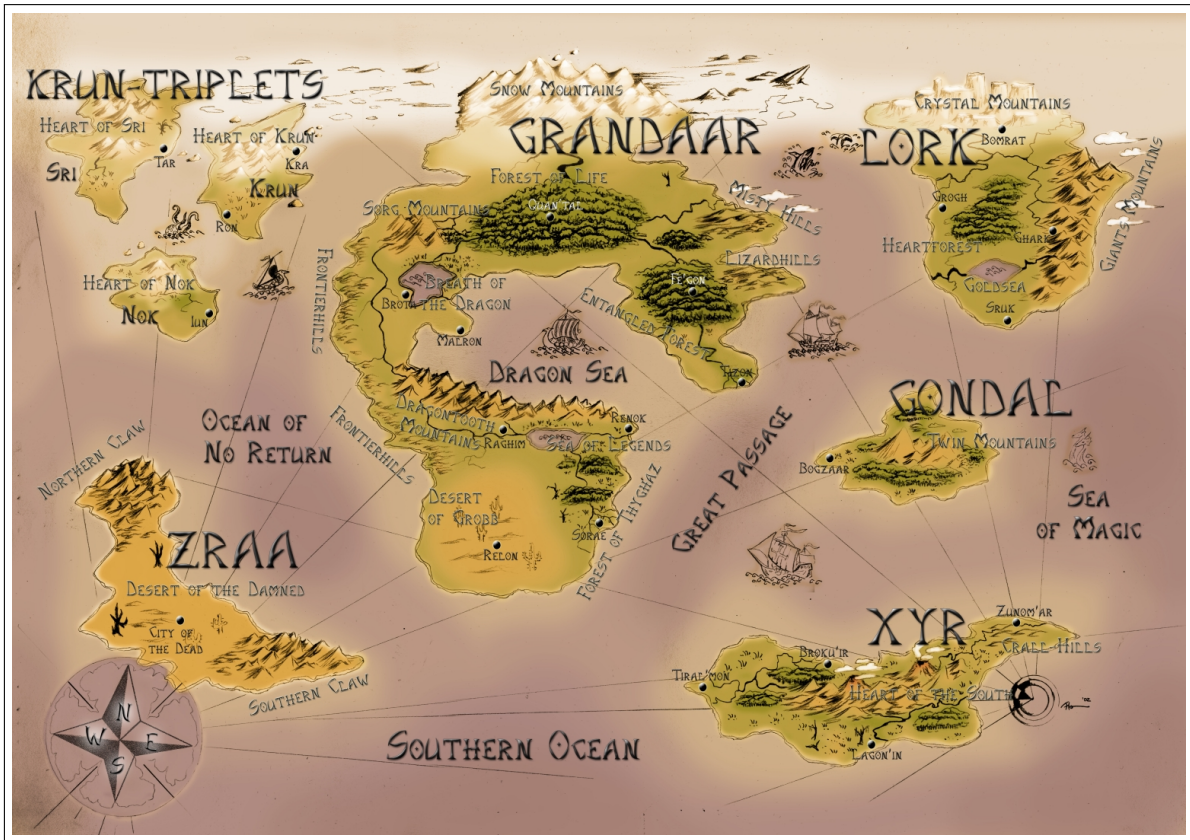 Krun-Triplets
Heart of Sri
Tar
Sri
Heart of Krun
Kra
Krun
Ron
Heart of Nok
Nok
Iun
Snow Mountains
Grandaar
Forest of Life
Quan'tal
Sorg Mountains
Misty Hills
Lizardhills
Fe'gon
Entangled Forest
Tizon
Breath of
the Dragon
Brota
Malron
Frontierhills
Dragon Sea
Crystal Mountains
Lork
Bomrat
Grogh
Ghark
Heartforest
Giants Mountains
Goldsea
Sruk
Ocean of
No Return
Frontierhills
Dragontooth
Mountains
Raghim
Renok
Sea of Legends
Desert
of Grobb
Relon
Sorae
Forest of Thyghaz
Great Passage
Gondal
Twin Mountains
Bogzaar
Sea
of Magic
Northern Claw
Zraa
Desert of the Damned
City of
the Dead
Southern Claw
N
W E
S
Southern Ocean
Xyr
Zunom'ar
Crall-Hills
Broku'ir
Tiral'mon
Heart of the South
Lagon'in